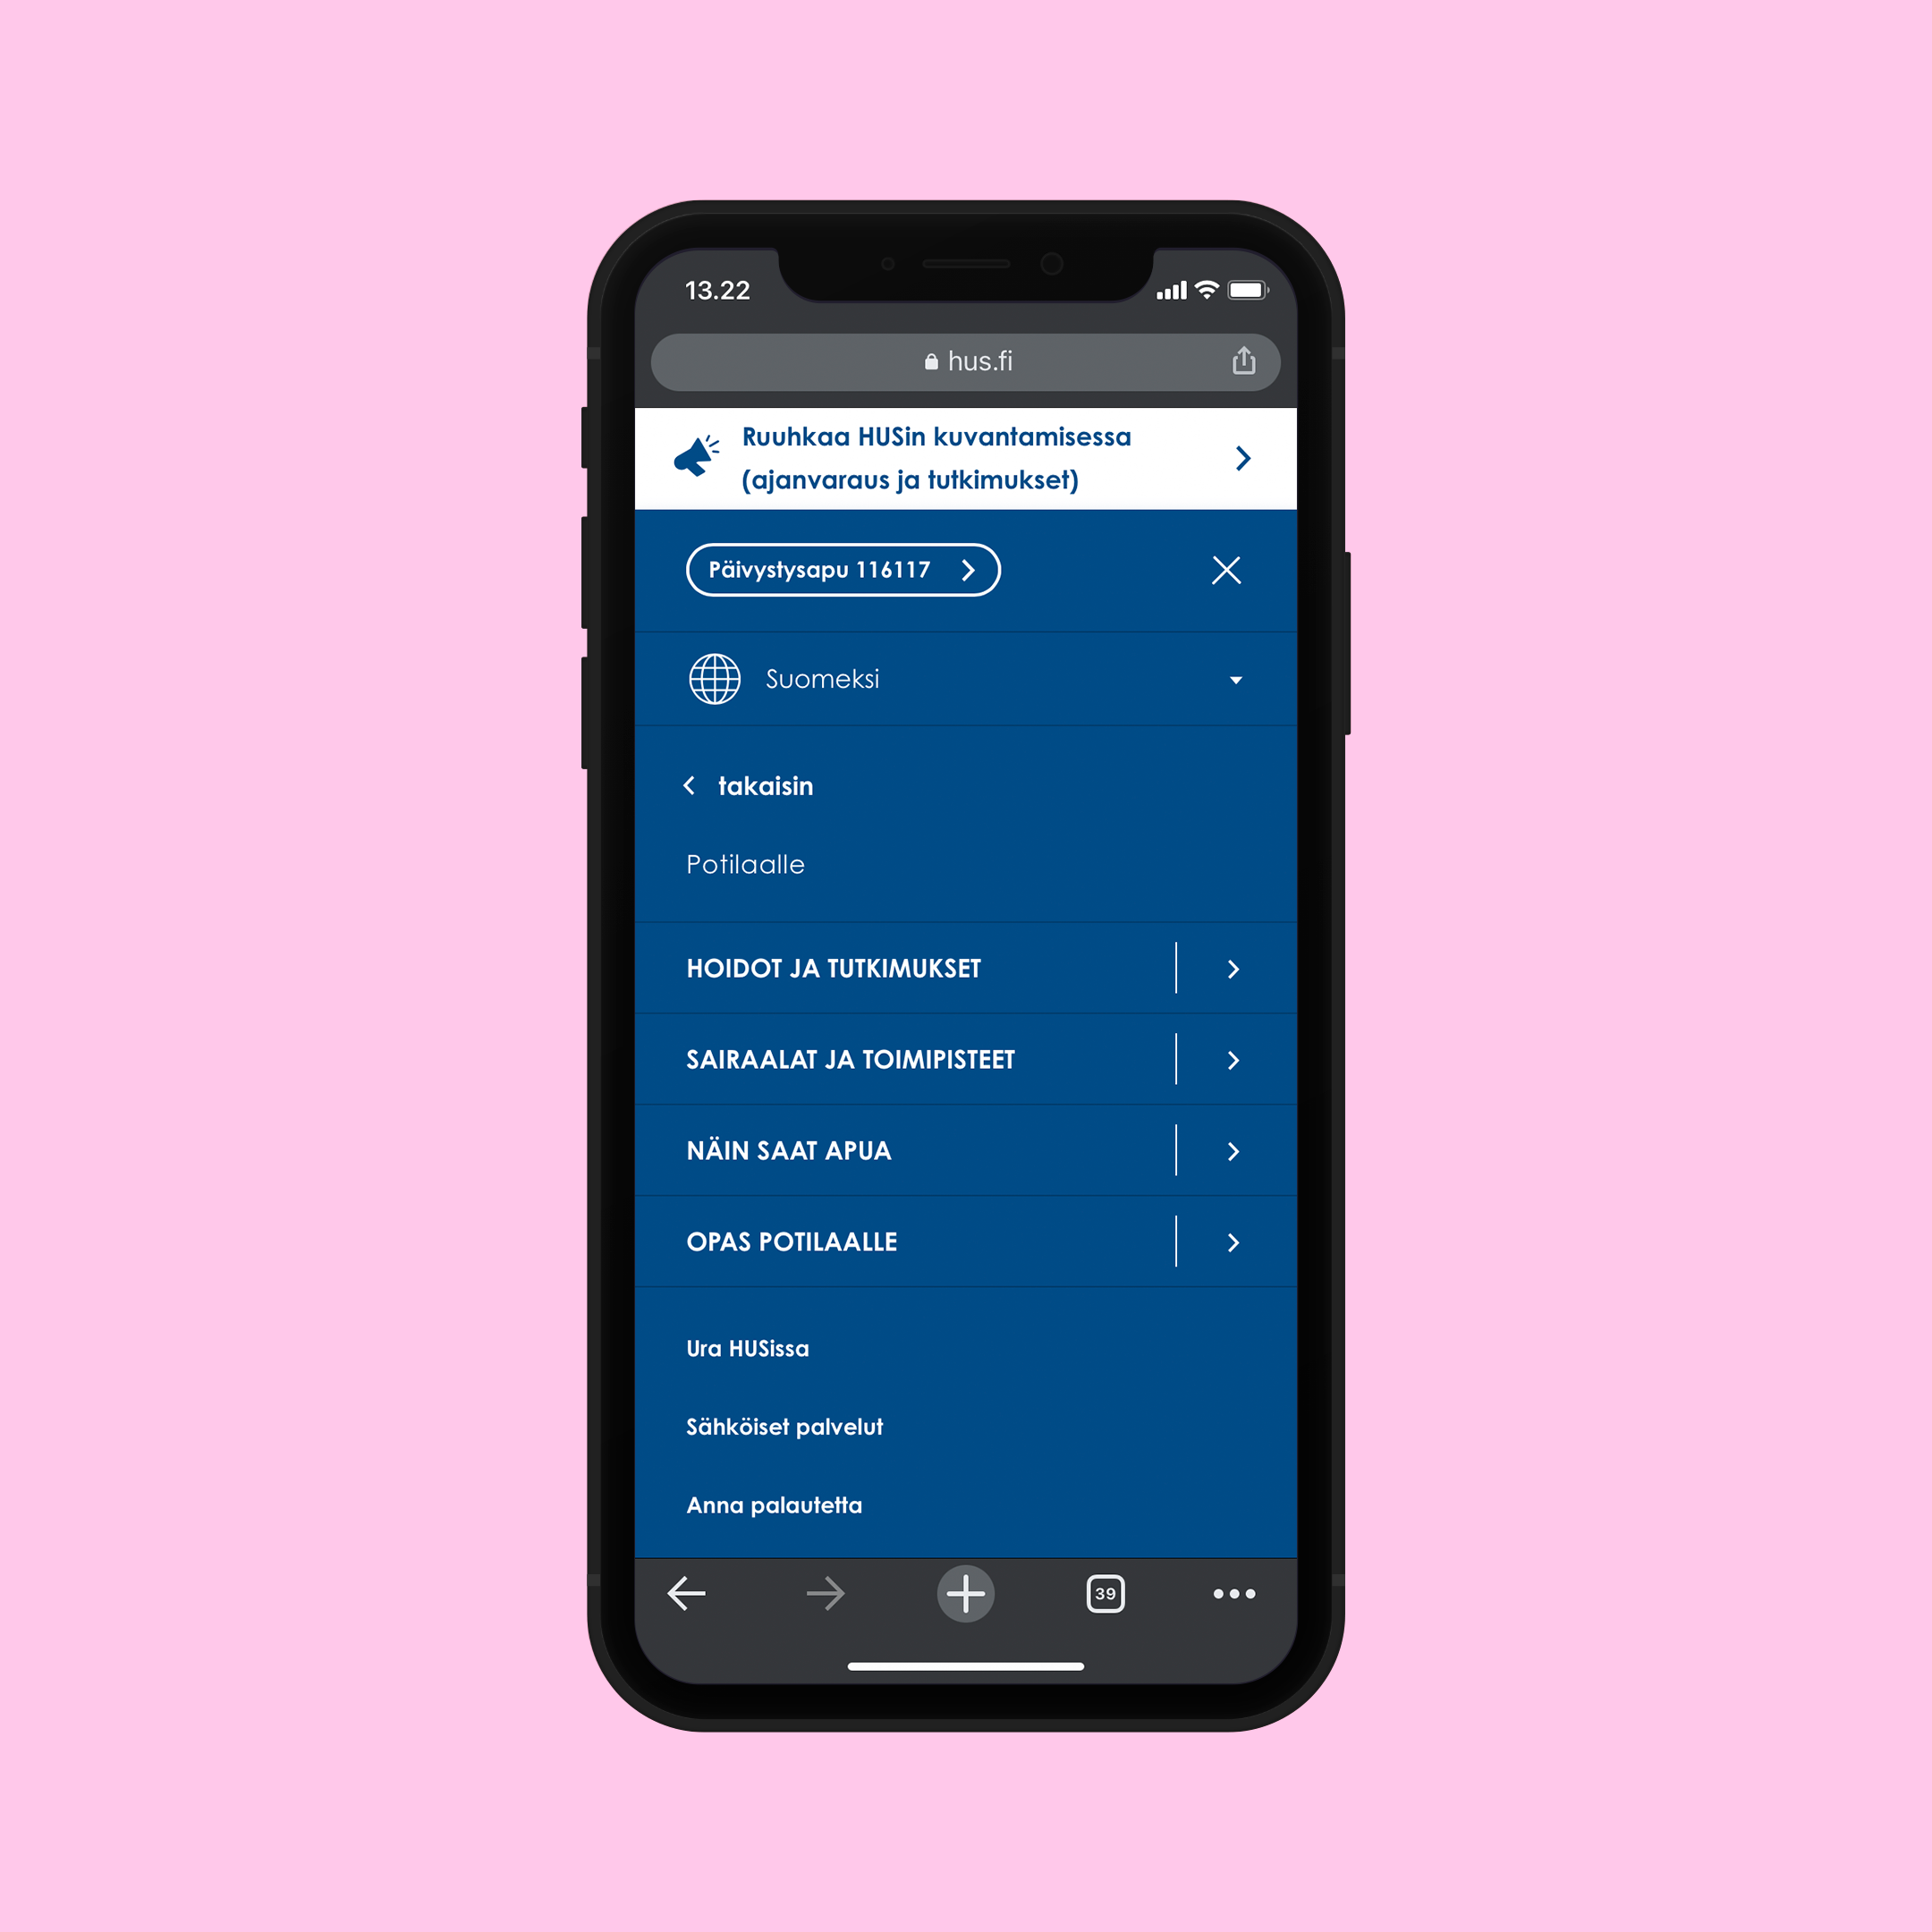 13.22
hus.fi
Ruuhkaa HUSin kuvantamisessa
(ajanvaraus ja tutkimukset)
Päivystysapu 116117
Suomeksi
takaisin
Potilaalle
HOIDOT JA TUTKIMUKSET
SAIRAALAT JA TOIMIPISTEET
NÄIN SAAT APUA
OPAS POTILAALLE
Ura HUSissa
Sähköiset palvelut
Anna palautetta
39